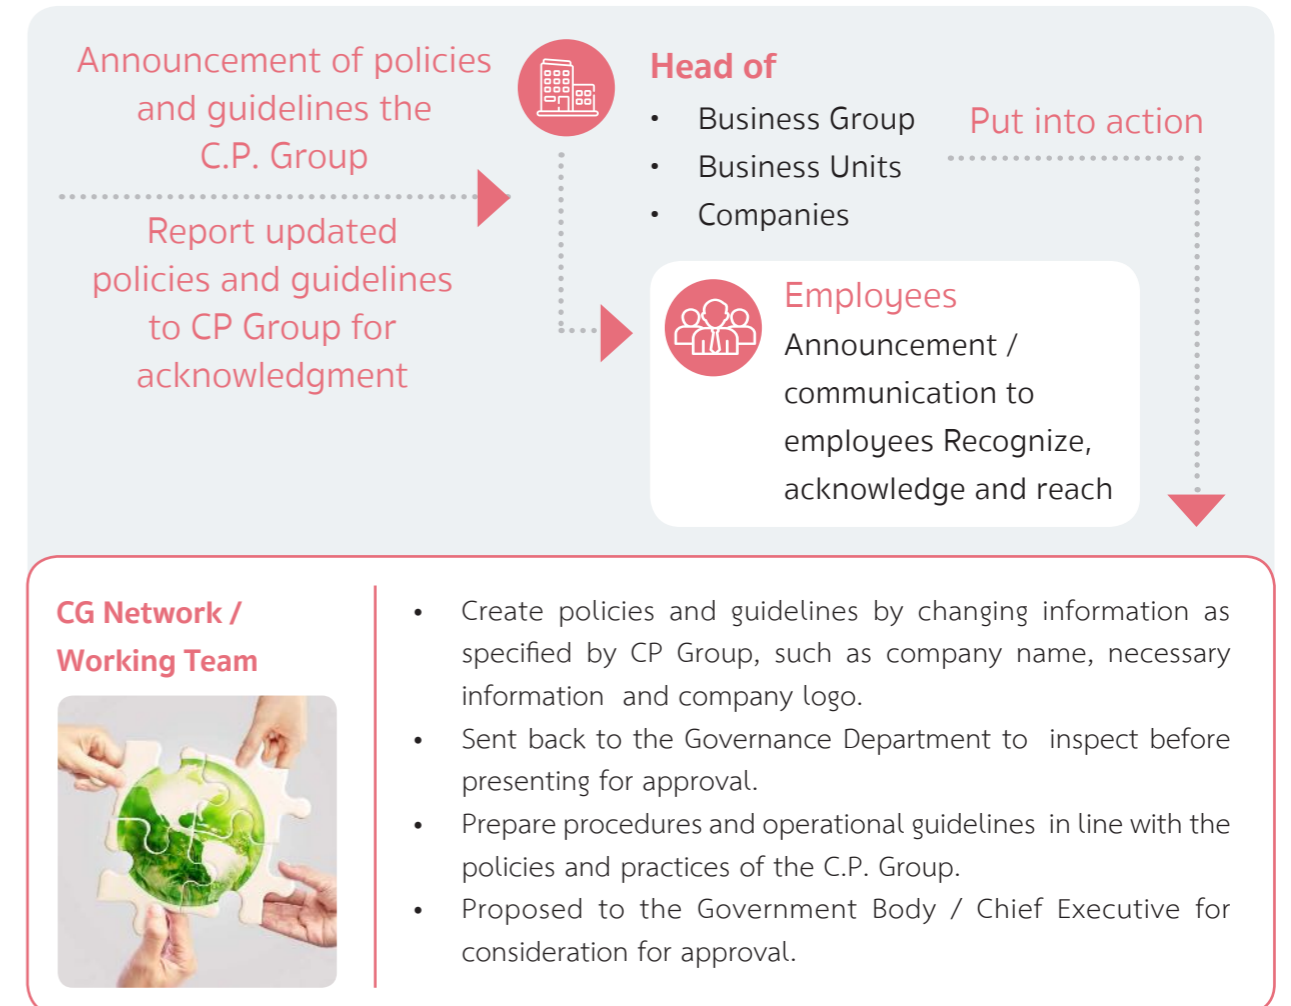 Announcement of policies
and guidelines the
C.P. Group
Report updated
policies and guidelines
to CP Group for
acknowledgment
Head of
• Business Group
• Business Units
• Companies
Put into action
Employees
Announcement /
communication to
employees Recognize,
acknowledge and reach
CG Network /
Working Team
• Create policies and guidelines by changing information as
specified by CP Group, such as company name, necessary
information and company logo.
• Sent back to the Governance Department to inspect before
presenting for approval.
• Prepare procedures and operational guidelines in line with the
policies and practices of the C.P. Group.
• Proposed to the Government Body / Chief Executive for
consideration for approval.